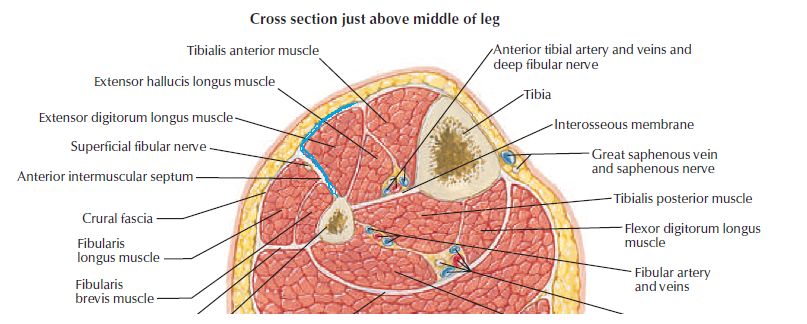 Cross section just above middle of leg
Tibialis anterior muscle
Extensor hallucis longus muscle
Extensor digitorum longus muscle
Superficial fibular nerve
Anterior intermuscular septum
Crural fascia
Fibularis
longus muscle
Fibularis
brevis muscle
Anterior tibial artery and veins and
deep fibular nerve
Tibia
Interosseous membrane
Great saphenous vein
and saphenous nerve
Tibialis posterior muscle
Flexor digitorum longus
muscle
Fibular artery
and veins